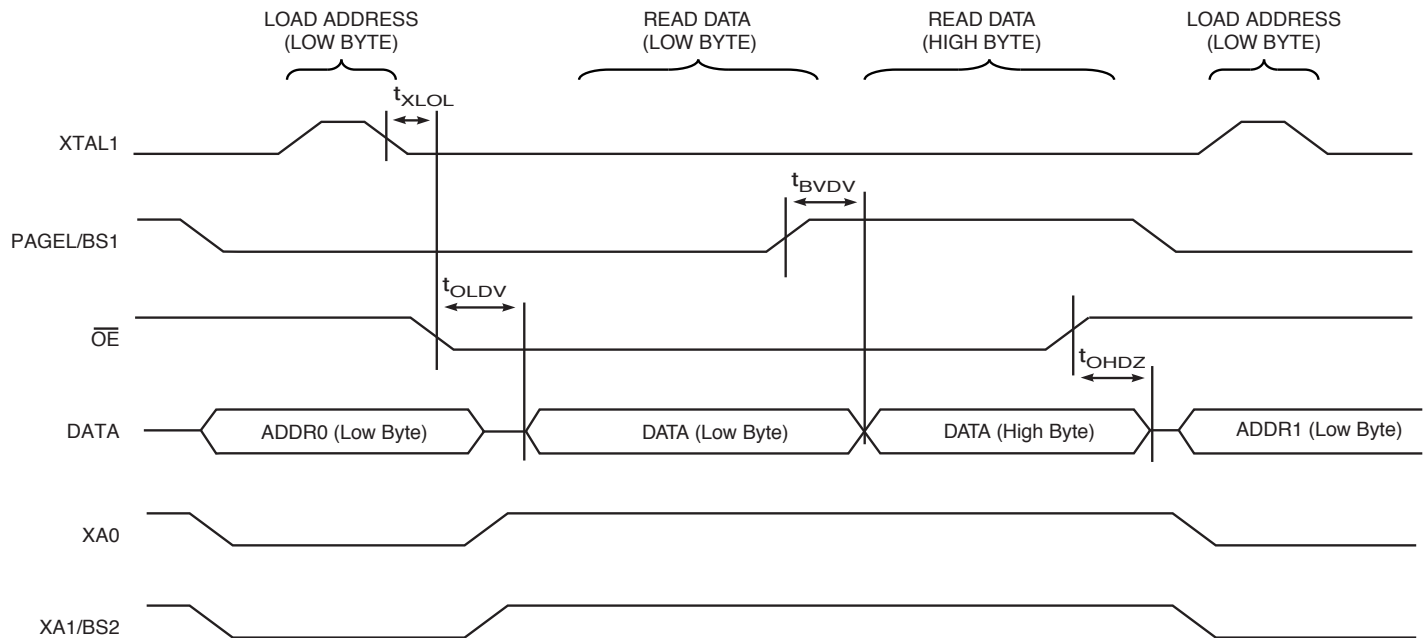 LOAD ADDRESS
(LOW BYTE)
READ DATA
(LOW BYTE)
READ DATA
(HIGH BYTE)
LOAD ADDRESS
(LOW BYTE)
tXLOL
XTAL1
tBVDV
PAGEL/BS1
tOLDV
OE
tOHDZ
DATA
ADDR0 (Low Byte)
DATA (Low Byte)
DATA (High Byte)
ADDR1 (Low Byte)
XA0
XA1/BS2